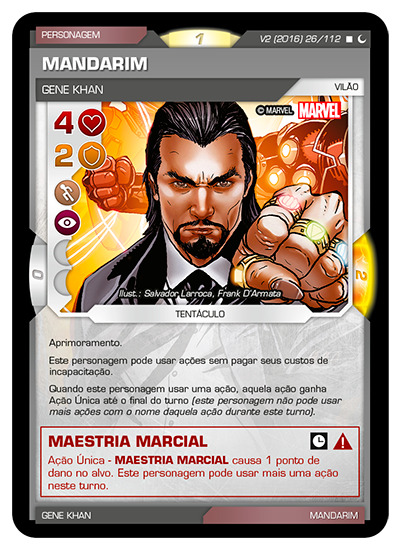 PERSONAGEM
1
V2 (2016) 26/112
MANDARIM
GENE KHAN
VILÃO
© MARVEL MARVEL
4
2
0
2
Ilust.: Salvador Larroca, Frank D'Armata
TENTÁCULO
Aprimoramento.
Este personagem pode usar ações sem pagar seus custos de
incapacitação.
Quando este personagem usar uma ação, aquela ação ganha
Ação Única até o final do turno (este personagem não pode usar
mais ações com o nome daquela ação durante este turno).
MAESTRIA MARCIAL
Ação Única - MAESTRIA MARCIAL causa 1 ponto de
dano no alvo. Este personagem pode usar mais uma ação
neste turno.
GENE KHAN
MANDARIM